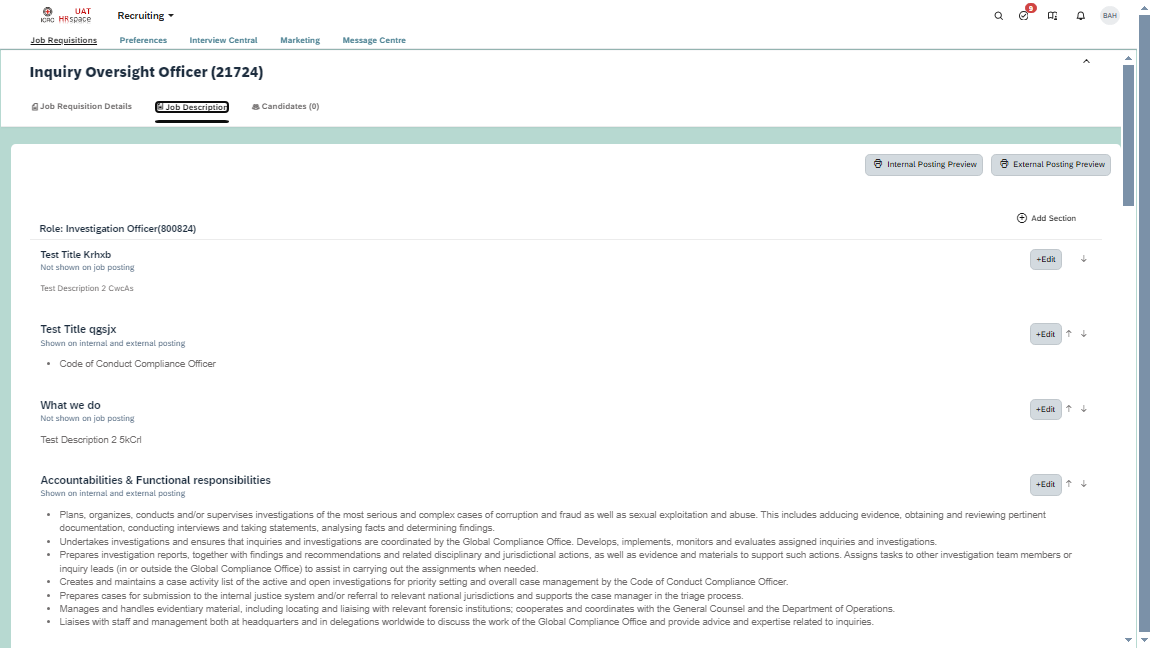 UAT
ICRC HRspace
Recruiting
9
BAH
Job Requisitions Preferences Interview Central Marketing Message Centre
Inquiry Oversight Officer (21724)
Job Requisition Details Job Description Candidates (0)
Internal Posting Preview External Posting Preview
Add Section
Role: Investigation Officer(800824)
Test Title Krhxb
+Edit
Not shown on job posting
Test Description 2 CwcAs
Test Title qgsjx
+Edit
Shown on internal and external posting
• Code of Conduct Compliance Officer
What we do
+Edit
Not shown on job posting
Test Description 2 5kCrl
Accountabilities & Functional responsibilities
+Edit
Shown on internal and external posting
• Plans, organizes, conducts and/or supervises investigations of the most serious and complex cases of corruption and fraud as well as sexual exploitation and abuse. This includes adducing evidence, obtaining and reviewing pertinent
documentation, conducting interviews and taking statements, analysing facts and determining findings.
• Undertakes investigations and ensures that inquiries and investigations are coordinated by the Global Compliance Office. Develops, implements, monitors and evaluates assigned inquiries and investigations.
• Prepares investigation reports, together with findings and recommendations and related disciplinary and jurisdictional actions, as well as evidence and materials to support such actions. Assigns tasks to other investigation team members or
inquiry leads (in or outside the Global Compliance Office) to assist in carrying out the assignments when needed.
• Creates and maintains a case activity list of the active and open investigations for priority setting and overall case management by the Code of Conduct Compliance Officer.
• Prepares cases for submission to the internal justice system and/or referral to relevant national jurisdictions and supports the case manager in the triage process.
• Manages and handles evidentiary material, including locating and liaising with relevant forensic institutions; cooperates and coordinates with the General Counsel and the Department of Operations.
• Liaises with staff and management both at headquarters and in delegations worldwide to discuss the work of the Global Compliance Office and provide advice and expertise related to inquiries.